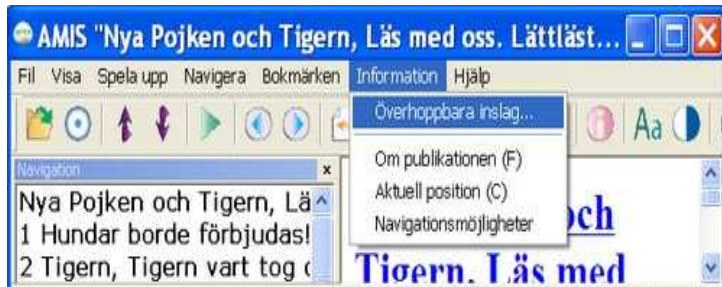 AMIS "Nya Pojken och Tigern, Läs med oss. Lättläst...
Fil Visa Spela upp Navigera Bokmärken Information Hjälp
Överhoppbara inslag...
Om publikationen (F)
Aktuell position (C)
Navigationsmöjligheter
Aa
Navigation x
Nya Pojken och Tigern, Lä
1 Hundar borde förbjudas!
2 Tigern, Tigern vart tog
och
Tigern, Läs med